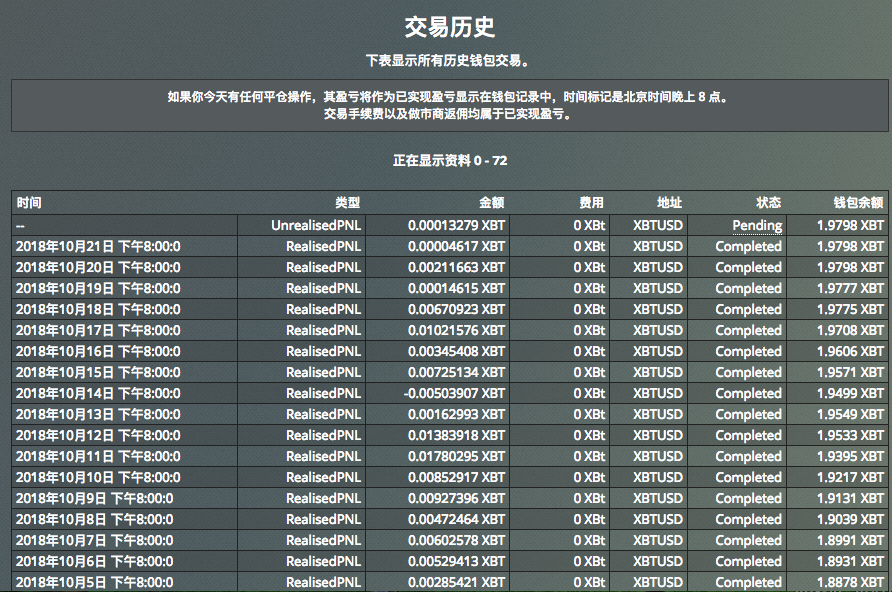 交易历史
下表显示所有历史钱包交易。
如果你今天有任何平仓操作，其盈亏将作为已实现盈亏显示在钱包记录中，时间标记是北京时间晚上 8 点。
交易手续费以及做市商返佣均属于已实现盈亏。
正在显示资料 0 - 72
时间 类型 金额 费用 地址 状态 钱包余额
-- UnrealisedPNL 0.00013279 XBT 0 XBt XBTUSD Pending 1.9798 XBT
2018年10月21日 下午8:00:0 RealisedPNL 0.00004617 XBT 0 XBt XBTUSD Completed 1.9798 XBT
2018年10月20日 下午8:00:0 RealisedPNL 0.00211663 XBT 0 XBt XBTUSD Completed 1.9798 XBT
2018年10月19日 下午8:00:0 RealisedPNL 0.00014615 XBT 0 XBt XBTUSD Completed 1.9777 XBT
2018年10月18日 下午8:00:0 RealisedPNL 0.00670923 XBT 0 XBt XBTUSD Completed 1.9775 XBT
2018年10月17日 下午8:00:0 RealisedPNL 0.01021576 XBT 0 XBt XBTUSD Completed 1.9708 XBT
2018年10月16日 下午8:00:0 RealisedPNL 0.00345408 XBT 0 XBt XBTUSD Completed 1.9606 XBT
2018年10月15日 下午8:00:0 RealisedPNL 0.00725134 XBT 0 XBt XBTUSD Completed 1.9571 XBT
2018年10月14日 下午8:00:0 RealisedPNL -0.00503907 XBT 0 XBt XBTUSD Completed 1.9499 XBT
2018年10月13日 下午8:00:0 RealisedPNL 0.00162993 XBT 0 XBt XBTUSD Completed 1.9549 XBT
2018年10月12日 下午8:00:0 RealisedPNL 0.01383918 XBT 0 XBt XBTUSD Completed 1.9533 XBT
2018年10月11日 下午8:00:0 RealisedPNL 0.01780295 XBT 0 XBt XBTUSD Completed 1.9395 XBT
2018年10月10日 下午8:00:0 RealisedPNL 0.00852917 XBT 0 XBt XBTUSD Completed 1.9217 XBT
2018年10月9日 下午8:00:0 RealisedPNL 0.00927396 XBT 0 XBt XBTUSD Completed 1.9131 XBT
2018年10月8日 下午8:00:0 RealisedPNL 0.00472464 XBT 0 XBt XBTUSD Completed 1.9039 XBT
2018年10月7日 下午8:00:0 RealisedPNL 0.00602578 XBT 0 XBt XBTUSD Completed 1.8991 XBT
2018年10月6日 下午8:00:0 RealisedPNL 0.00529413 XBT 0 XBt XBTUSD Completed 1.8931 XBT
2018年10月5日 下午8:00:0 RealisedPNL 0.00285421 XBT 0 XBt XBTUSD Completed 1.8878 XBT